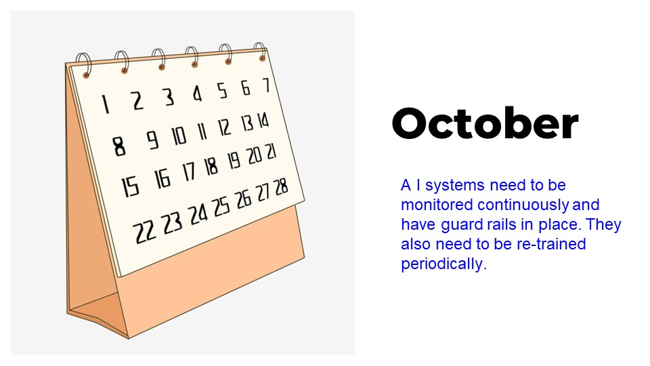 1 2 3 4 5 6 7
8 9 10 11 12 13 14
15 16 17 18 19 20 21
22 23 24 25 26 27 28
October
A I systems need to be
monitored continuously and
have guard rails in place. They
also need to be re-trained
periodically.